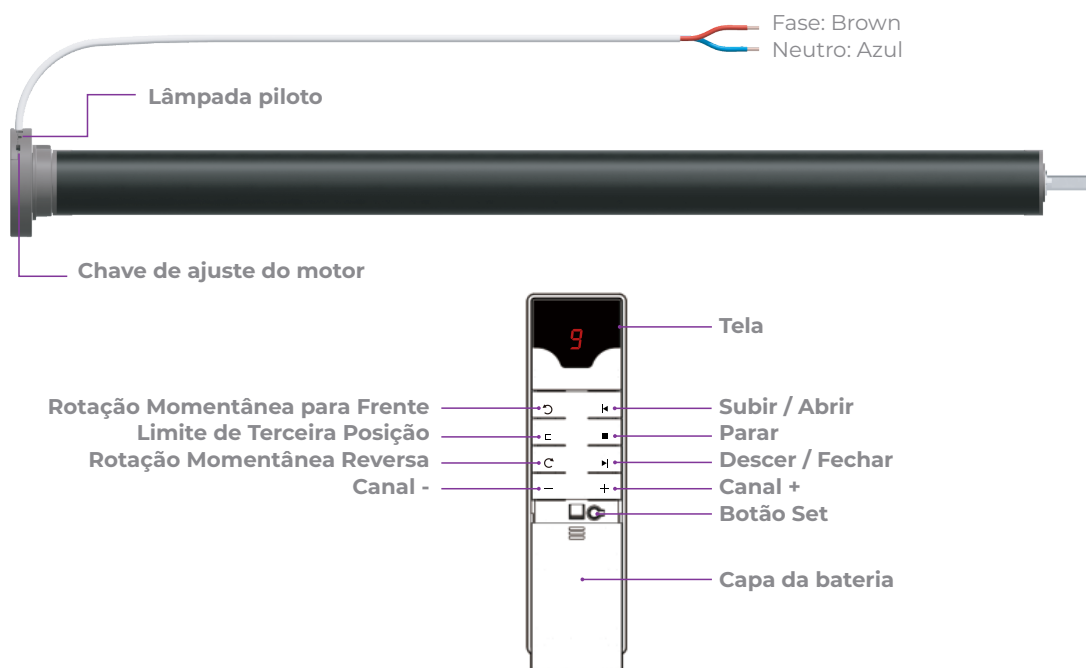 Fase: Brown
Neutro: Azul
Lâmpada piloto
Chave de ajuste do motor
9
Tela
Rotação Momentânea para Frente
Subir / Abrir
Limite de Terceira Posição
Parar
Rotação Momentânea Reversa
Descer / Fechar
Canal -
Canal +
Botão Set
Capa da bateria